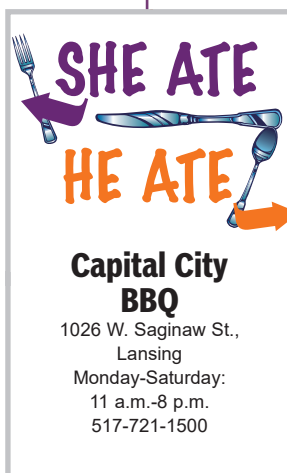 SHE ATE
HE ATE
Capital City
BBQ
1026 W. Saginaw St.,
Lansing
Monday-Saturday:
11 a.m.-8 p.m.
517-721-1500